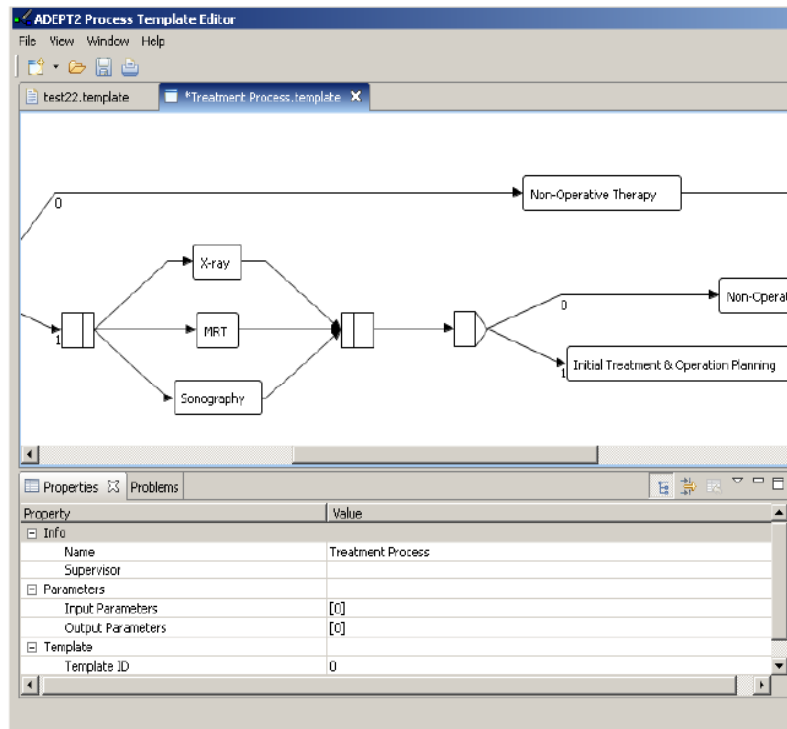 ADEPT2 Process Template Editor
File View Window Help
test22.template *Treatment Process.template
0
Non-Operative Therapy
X-ray
0
Non-Operat
1
MRT
1
Initial Treatment & Operation Planning
Sonography
Properties Problems
Property Value
Info
Name Treatment Process
Supervisor
Parameters
Input Parameters [0]
Output Parameters [0]
Template
Template ID 0